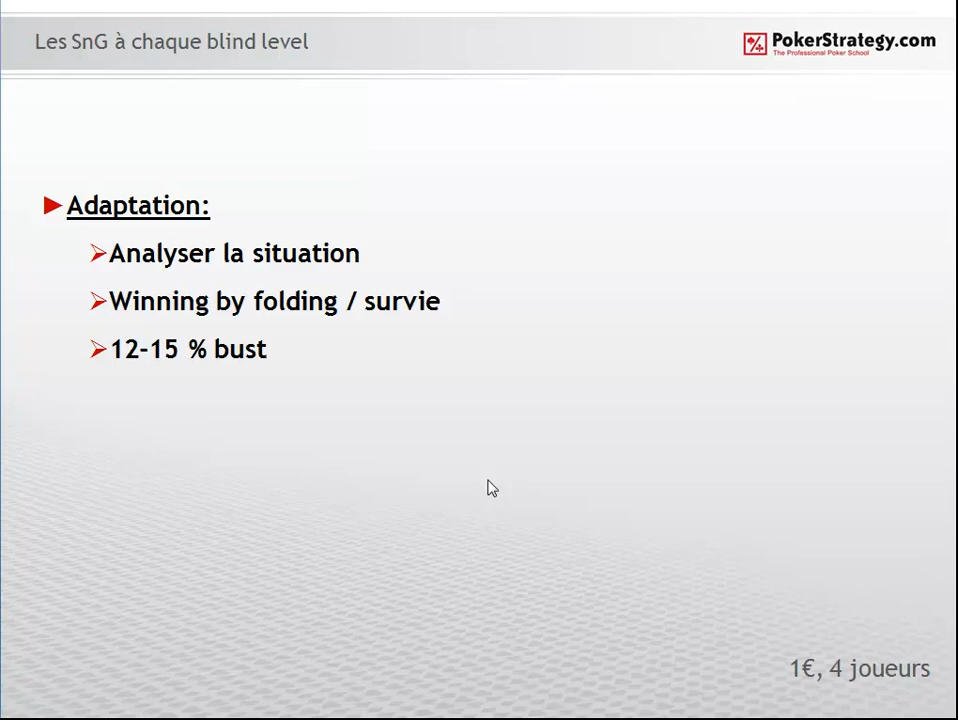 Les SnG à chaque blind level
PokerStrategy.com
The Professional Poker School
Adaptation:
Analyser la situation
Winning by folding / survie
12-15 % bust
1€, 4 joueurs